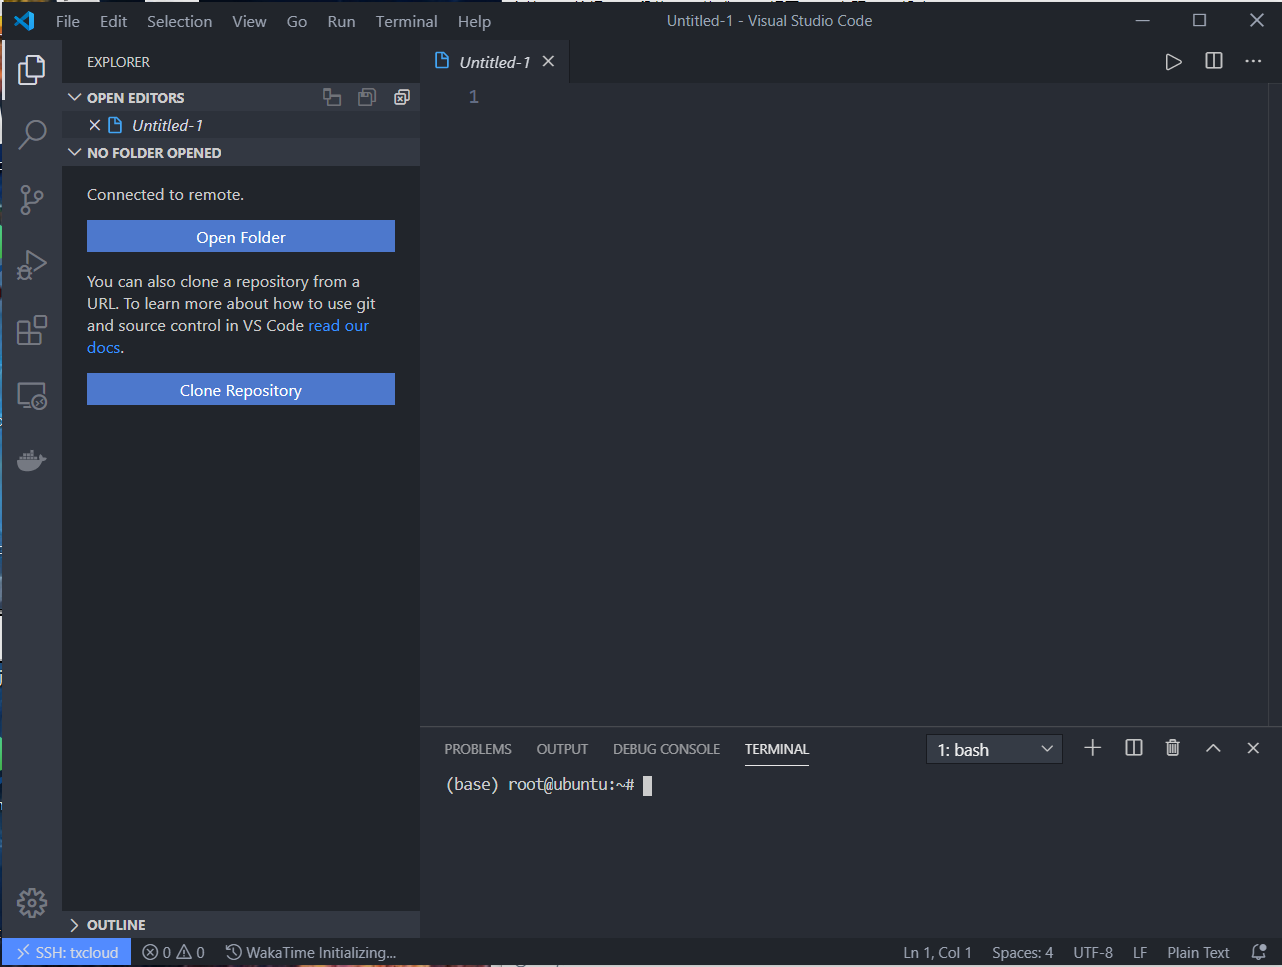 File Edit Selection View Go Run Terminal Help
Untitled-1 - Visual Studio Code
EXPLORER
Untitled-1
OPEN EDITORS
1
Untitled-1
NO FOLDER OPENED
Connected to remote.
Open Folder
You can also clone a repository from a
URL. To learn more about how to use git
and source control in VS Code read our
docs.
Clone Repository
PROBLEMS OUTPUT DEBUG CONSOLE TERMINAL
1: bash
(base) root@ubuntu:~#
OUTLINE
SSH: txcloud 0 0 WakaTime Initializing...
Ln 1, Col 1 Spaces: 4 UTF-8 LF Plain Text